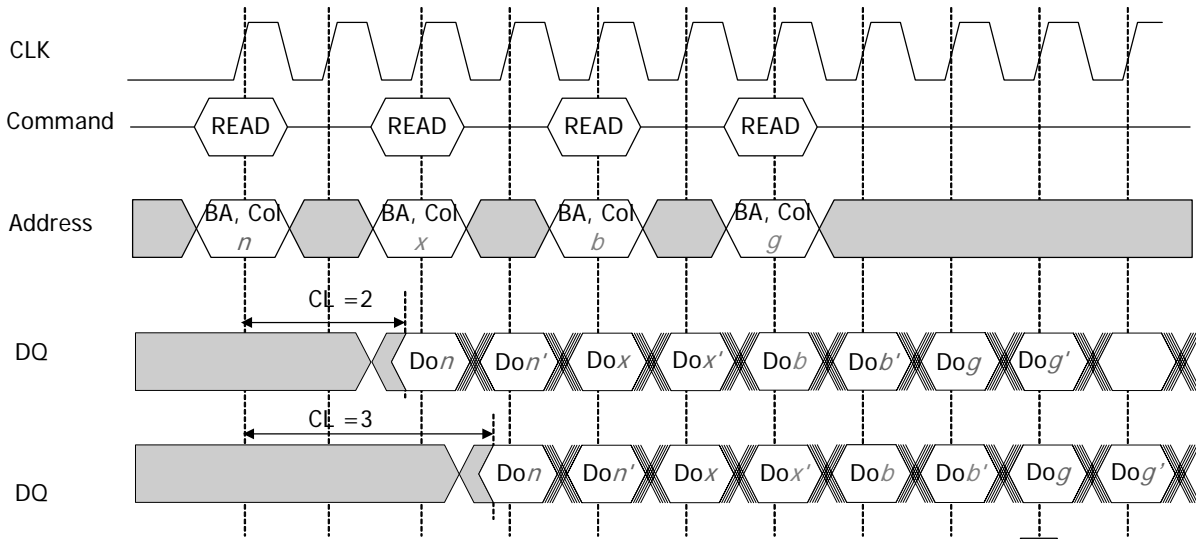 CLK
Command READ READ READ READ
Address BA, Col BA, Col BA, Col BA, Col
n x b g
CL =2
DQ Don Don' Dox Dox' Dob Dob' Dog Dog'
CL =3
DQ Don Don' Dox Dox' Dob Dob' Dog Dog'